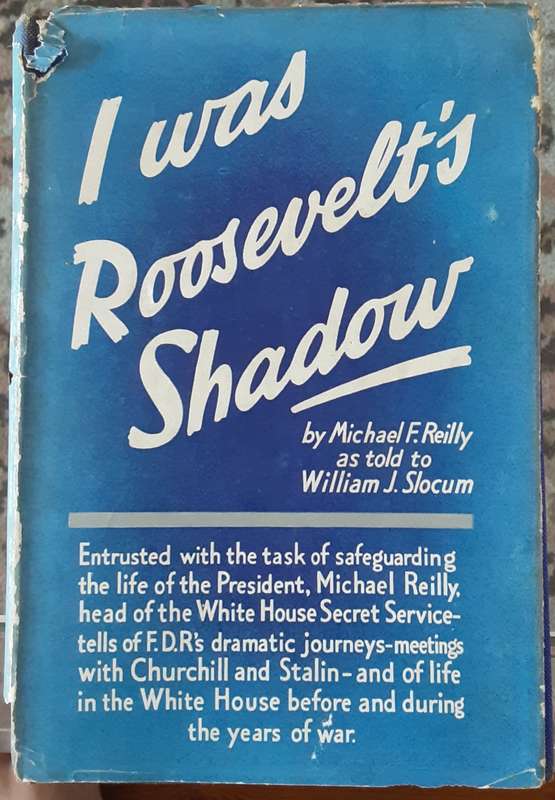 I was
Roosevelt's
Shadow
by Michael F. Reilly
as told to
William J. Slocum
Entrusted with the task of safeguarding
the life of the President, Michael Reilly,
head of the White House Secret Service-
tells of F.D.R's dramatic journeys-meetings
with Churchill and Stalin-and of life
in the White House before and during
the years of war.